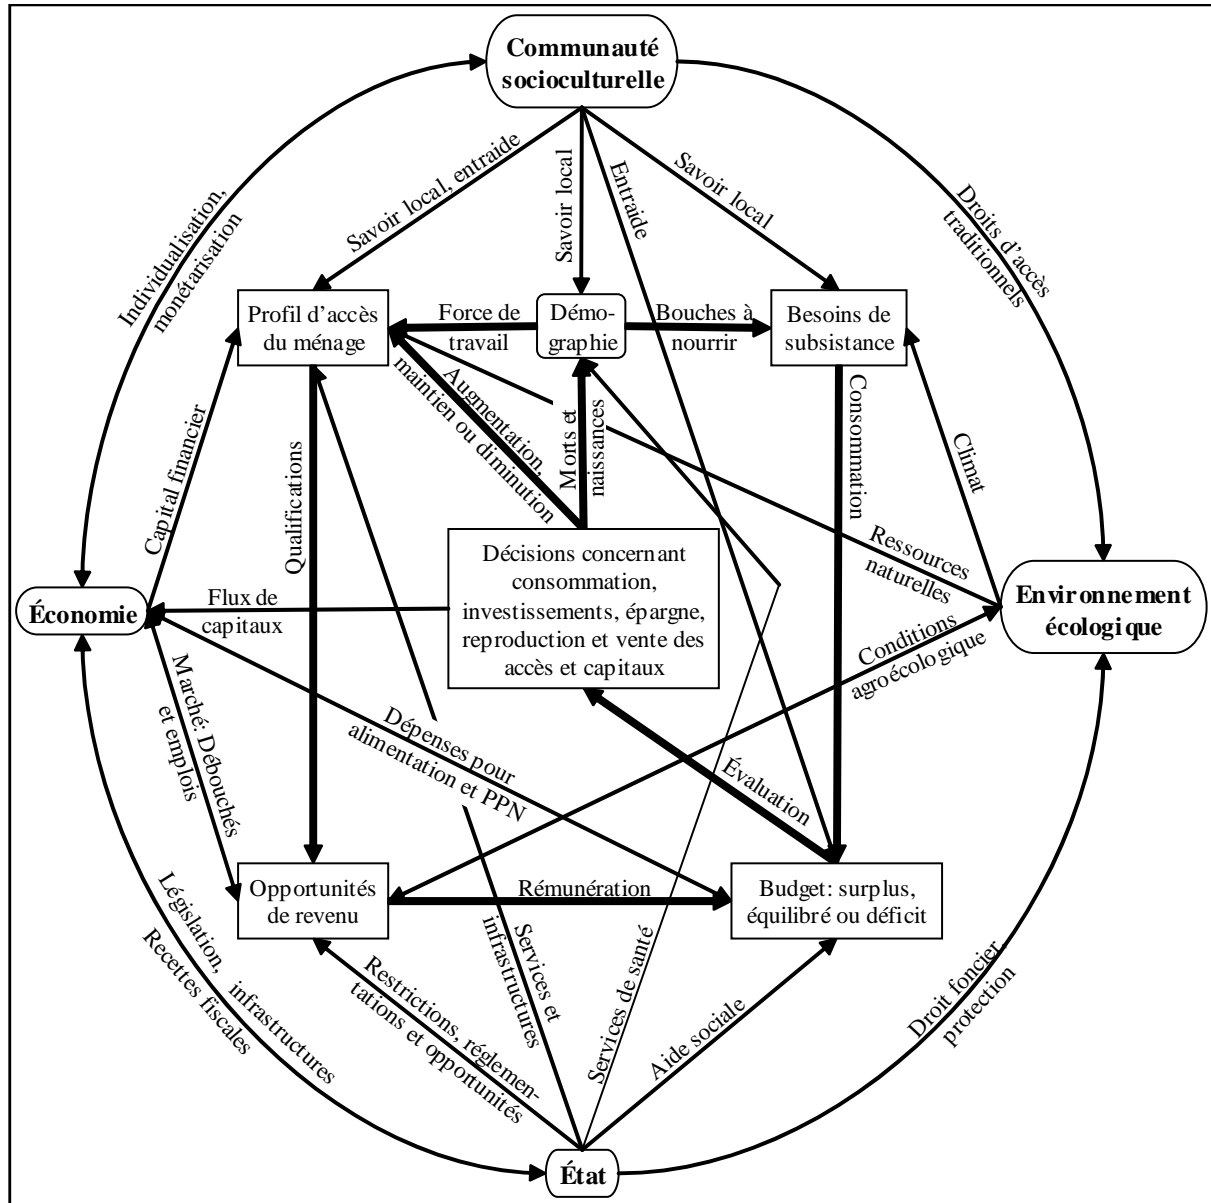 Communauté
socioculturelle
Individualisation,
monétarisation
Savoir local, entraide
Savoir local
Entraide
Savoir local
Droits d'accès
traditionnels
Profil d'accès
du ménage
Force de
travail
Démo-
graphie
Bouches à
nourrir
Besoins de
subsistance
Capital financier
Qualifications
Augmentation,
maintien ou diminution
Morts et
naissances
Consommation
Climat
Ressources
naturelles
Économie
Flux de
capitaux
Décisions concernant
consommation,
investissements, épargne,
reproduction et vente des
accès et capitaux
Environnement
écologique
Conditions
agroécologique
Marché: Débouchés
et emplois
Dépenses pour
alimentation et PPN
Évaluation
Opportunités
de revenu
Rémunération
Budget: surplus,
équilibré ou déficit
Législation, infrastructures
Recettes fiscales
Restrictions, réglemen-
tations et opportunités
Services et
infrastructures
Services de santé
Aide sociale
Droit foncier,
protection
État